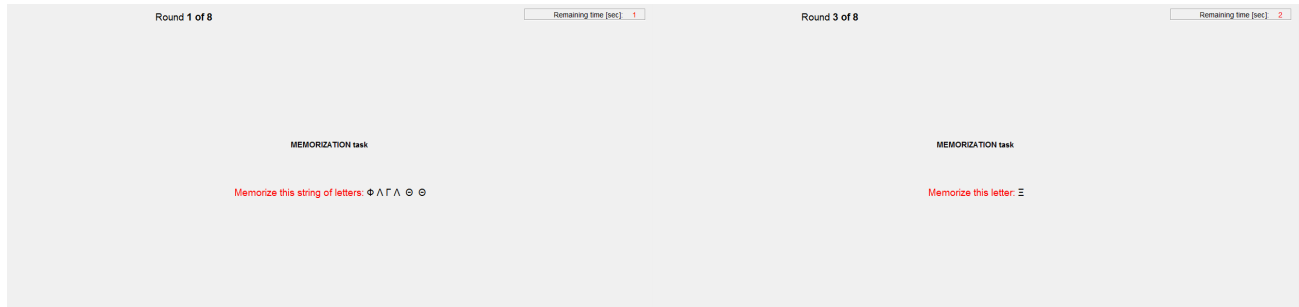 Round 1 of 8
Remaining time [sec]: 1
MEMORIZATION task
Memorize this string of letters: Φ Λ Γ Λ Θ Θ
Round 3 of 8
Remaining time [sec]: 2
MEMORIZATION task
Memorize this letter: Ξ